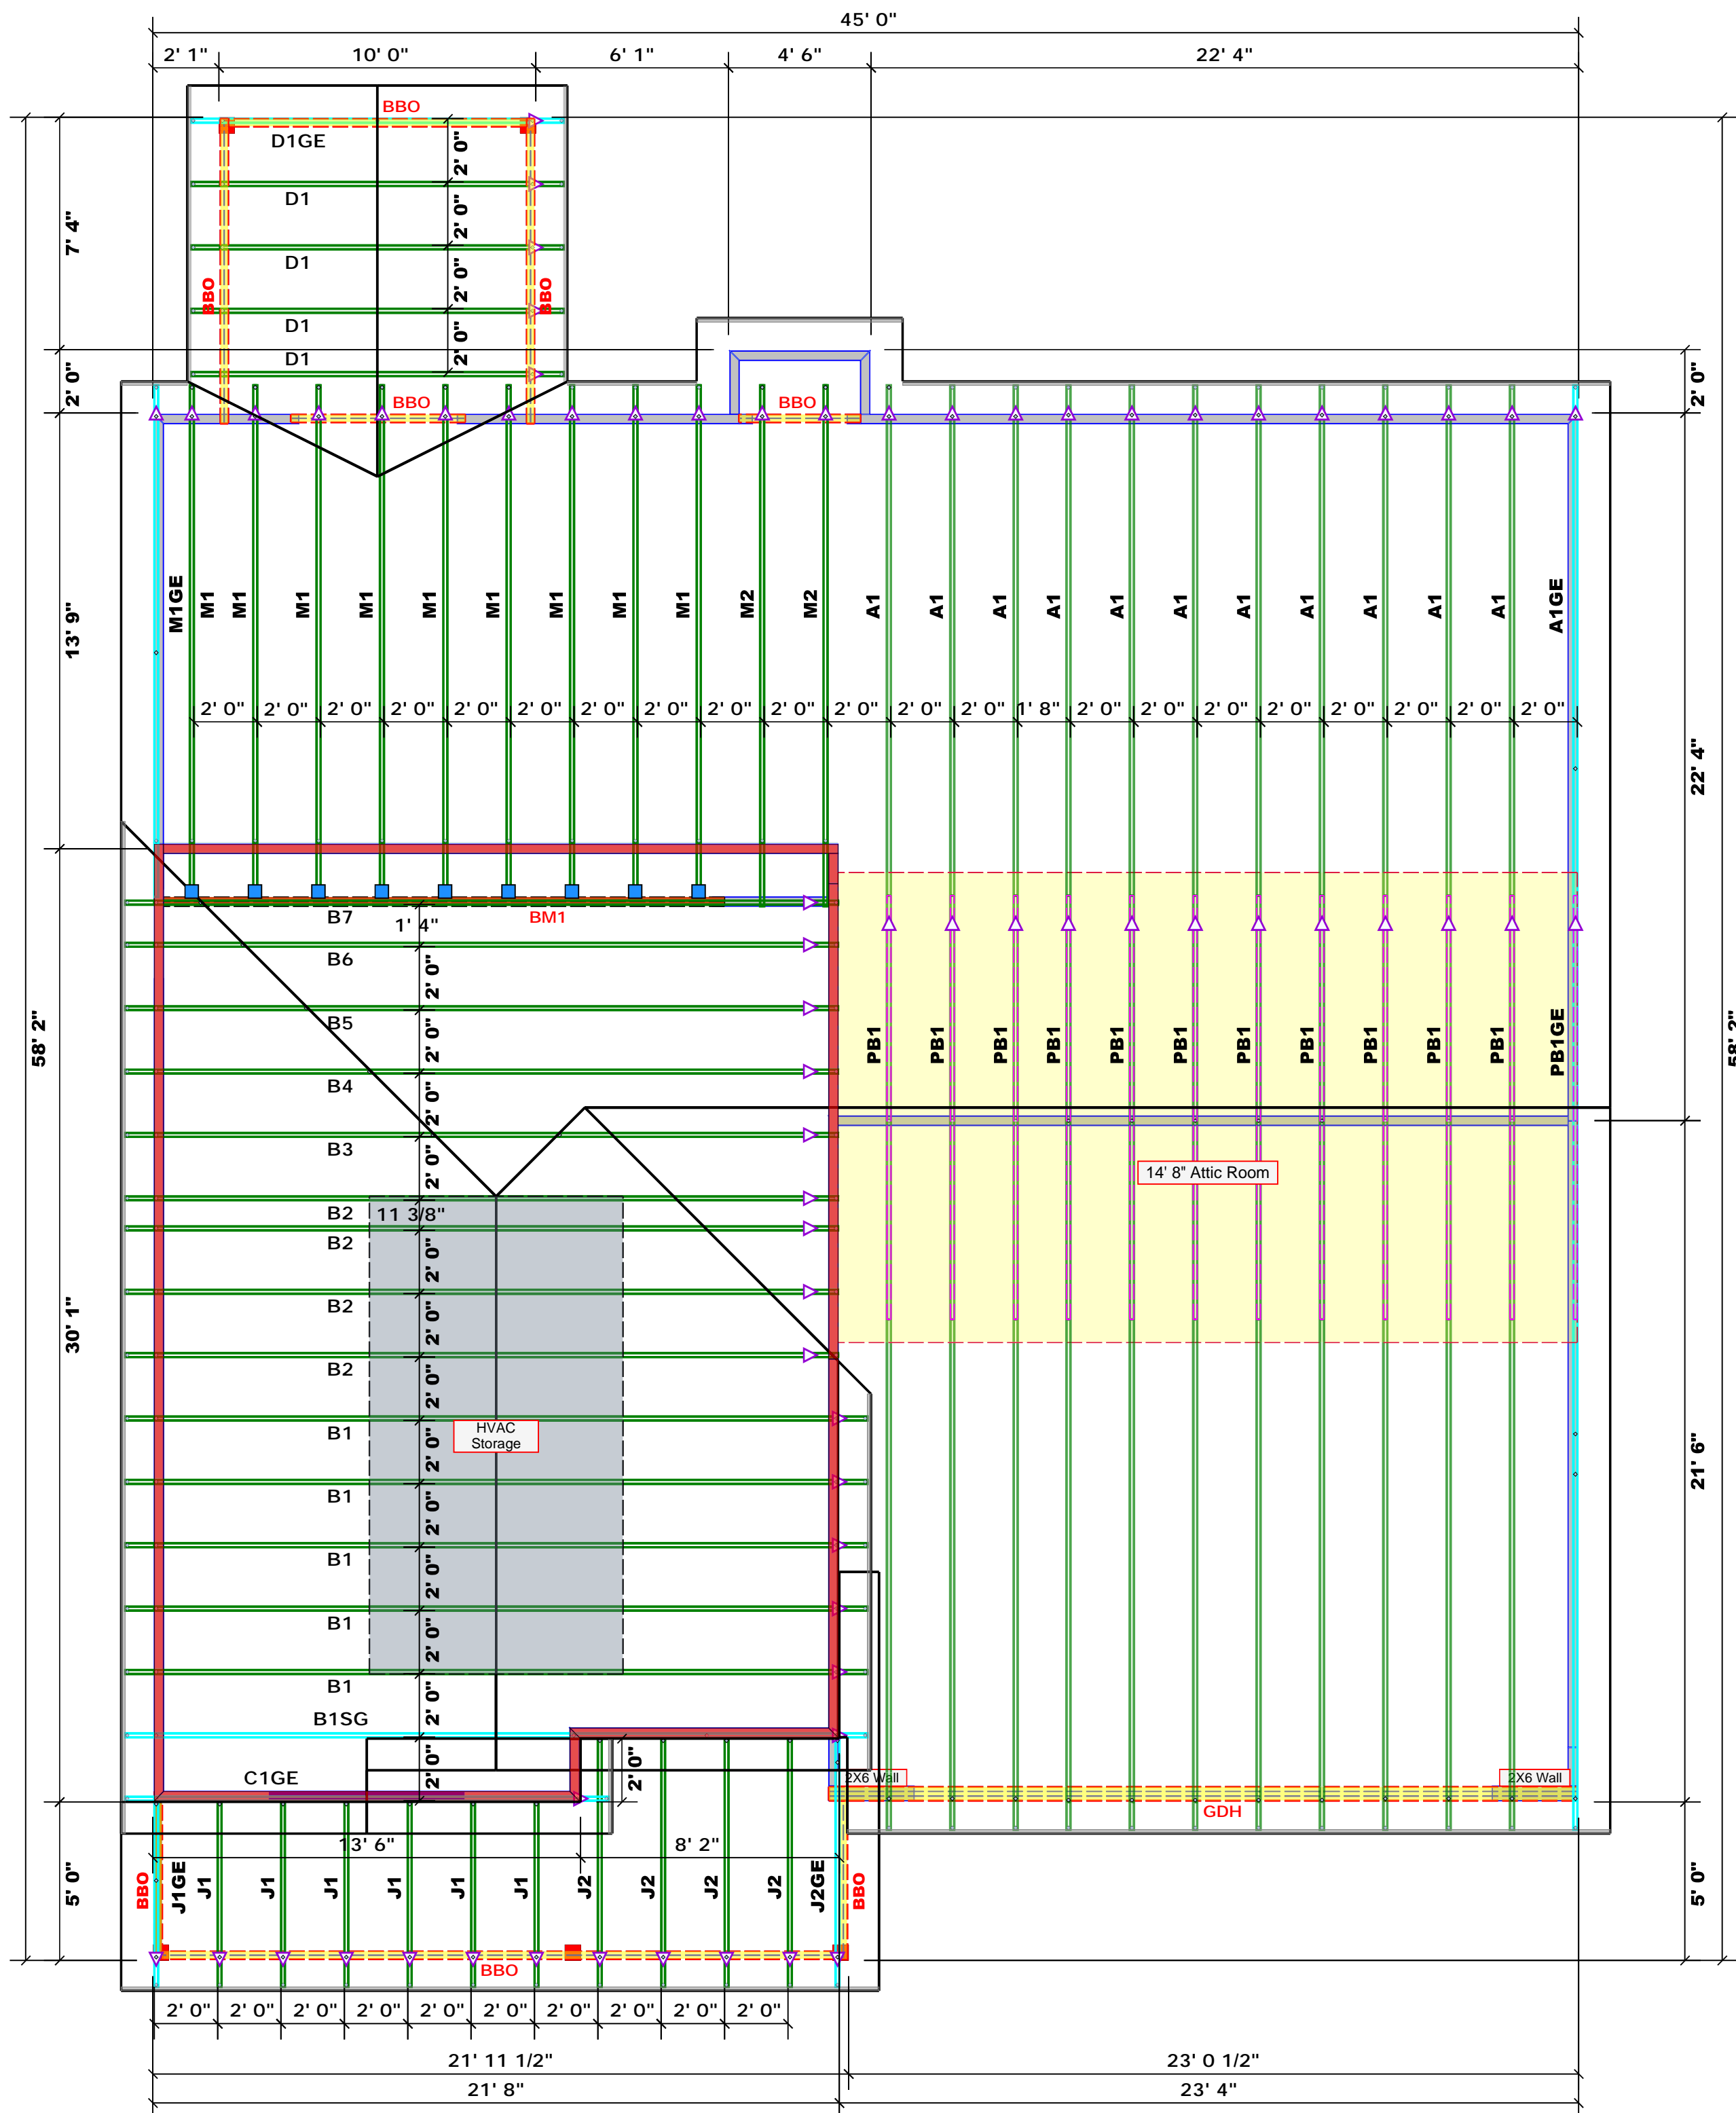 45' 0"
2' 1"
10' 0"
6' 1"
4' 6"
22' 4"
BBO
D1GE
2' 0"
D1
2' 0"
7' 4"
D1
2' 0"
BBO
BBO
D1
2' 0"
D1
2' 0"
2' 0"
BBO
BBO
13' 9"
M1GE
M1
M1
M1
M1
M1
M1
M1
M1
M1
M2
M2
A1
A1
A1
A1
A1
A1
A1
A1
A1
A1
A1
A1GE
2' 0"
2' 0"
2' 0"
2' 0"
2' 0"
2' 0"
2' 0"
2' 0"
2' 0"
2' 0"
2' 0"
2' 0"
2' 0"
1' 8"
2' 0"
2' 0"
2' 0"
2' 0"
2' 0"
2' 0"
2' 0"
2' 0"
22' 4"
B7
BM1
1' 4"
B6
2' 0"
B5
2' 0"
58' 2"
58' 2"
PB1
PB1
PB1
PB1
PB1
PB1
PB1
PB1
PB1
PB1
PB1
PB1GE
B4
2' 0"
B3
2' 0"
14' 8" Attic Room
B2
11 3/8"
B2
2' 0"
B2
2' 0"
30' 1"
B2
2' 0"
B1
HVAC
Storage
2' 0"
21' 6"
B1
2' 0"
B1
2' 0"
B1
2' 0"
B1
2' 0"
B1SG
2' 0"
2' 0"
C1GE
2X6 Wall
2X6 Wall
GDH
13' 6"
8' 2"
5' 0"
BBO
J1GE
J1
J1
J1
J1
J1
J1
J2
J2
J2
J2
J2GE
BBO
5' 0"
BBO
2' 0"
2' 0"
2' 0"
2' 0"
2' 0"
2' 0"
2' 0"
2' 0"
2' 0"
2' 0"
21' 11 1/2"
23' 0 1/2"
21' 8"
23' 4"